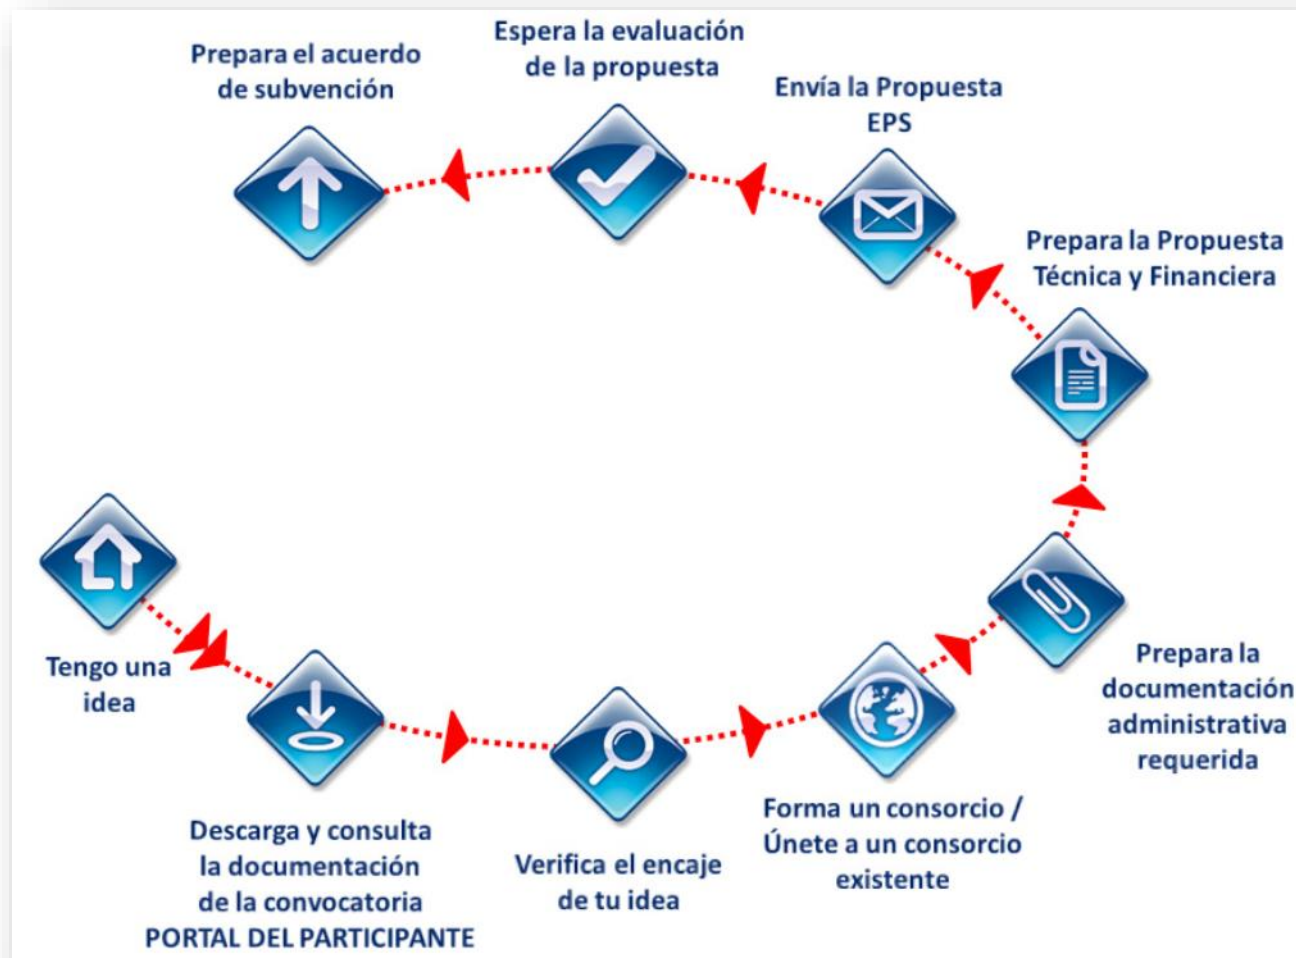 Prepara el acuerdo
de subvención
Espera la evaluación
de la propuesta
Envía la Propuesta
EPS
Prepara la Propuesta
Técnica y Financiera
Tengo una
idea
Descarga y consulta
la documentación
de la convocatoria
PORTAL DEL PARTICIPANTE
Verifica el encaje
de tu idea
Forma un consorcio /
Únete a un consorcio
existente
Prepara la
documentación
administrativa
requerida